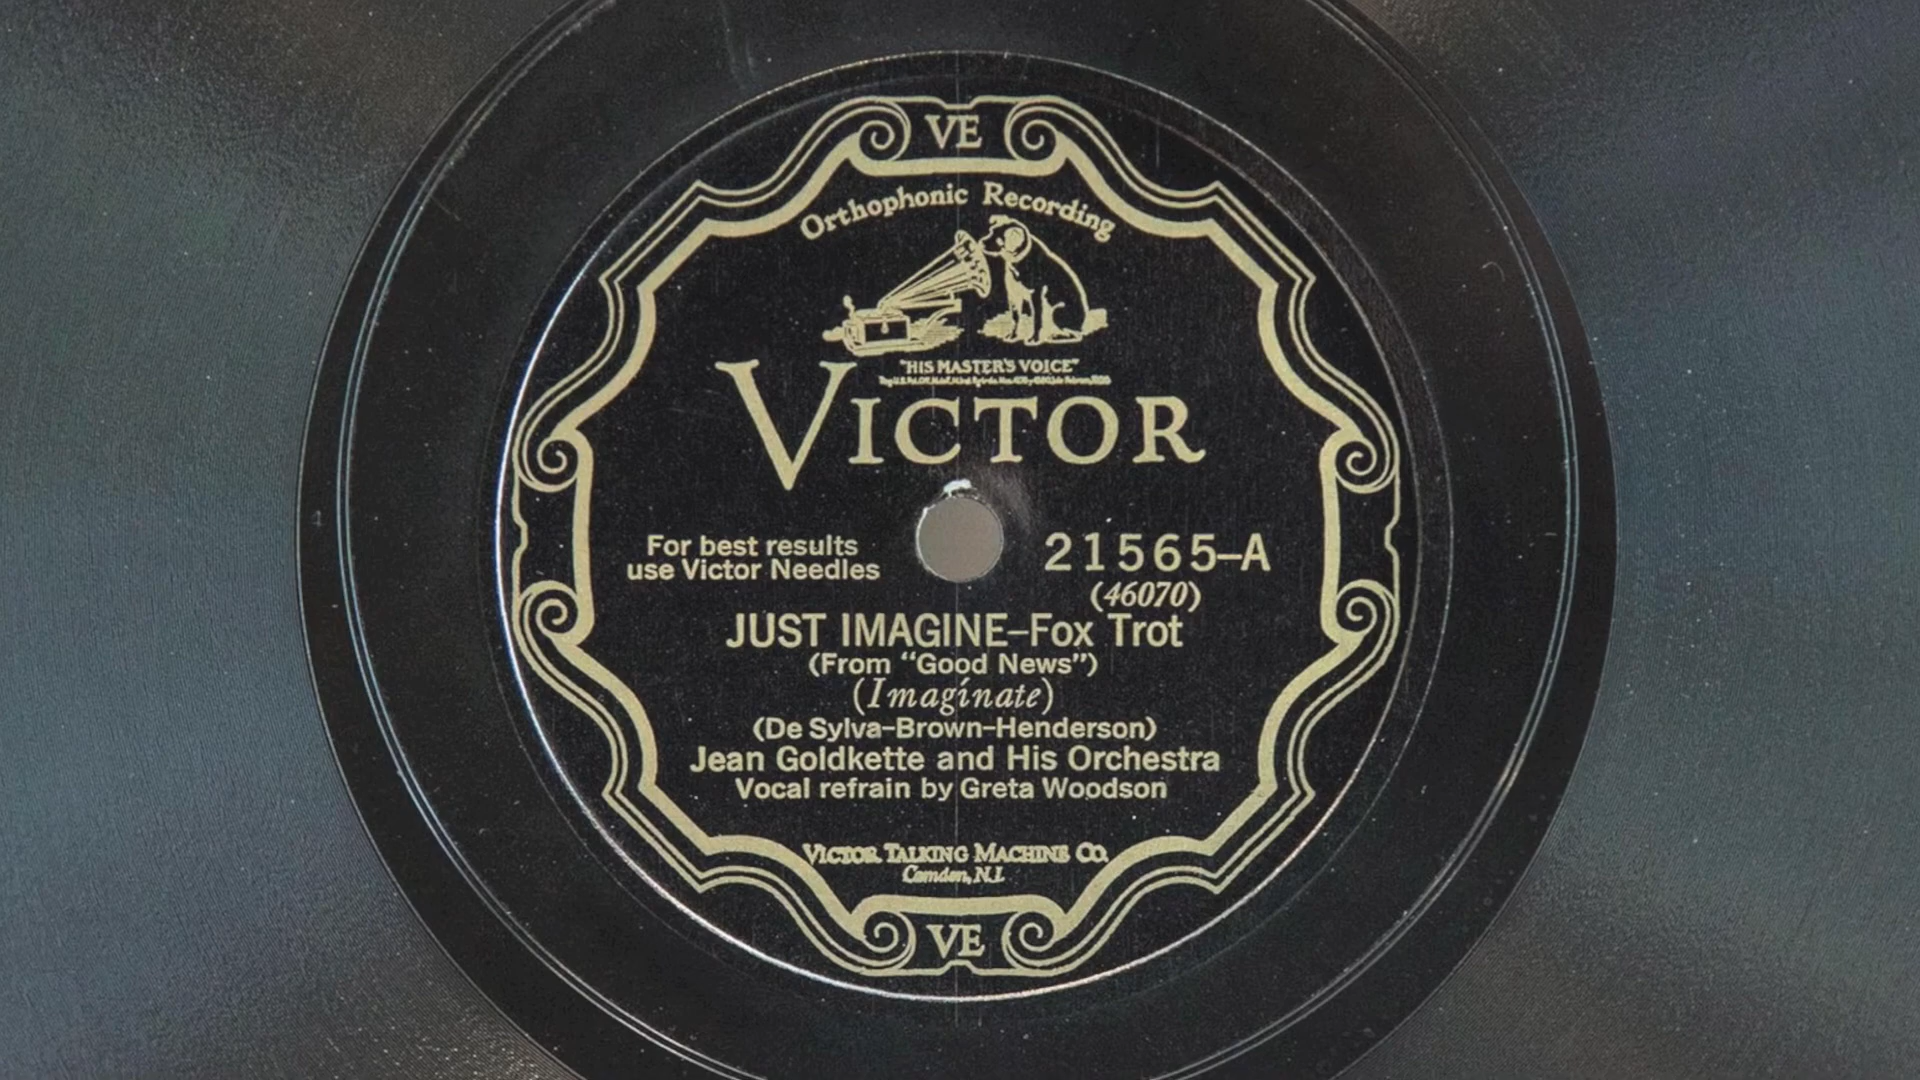 VE
Orthophonic Recording
"HIS MASTER'S VOICE"
VICTOR
For best results
use Victor Needles
21565-A
(46070)
JUST IMAGINE-Fox Trot
(From "Good News")
(Imagínate)
(De Sylva-Brown-Henderson)
Jean Goldkette and His Orchestra
Vocal refrain by Greta Woodson
VICTOR TALKING MACHINE CO.
Camden, N.J.
VE